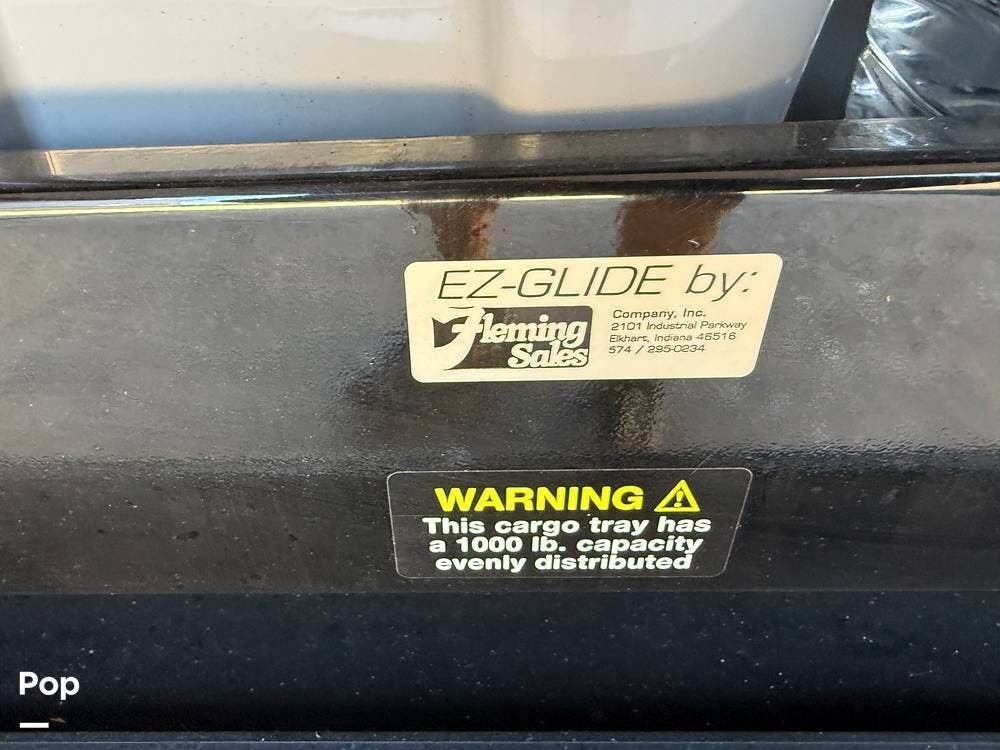 EZ-GLIDE by:
Fleming
Sales
Company, Inc.
2101 Industrial Parkway
Elkhart, Indiana 46516
574 / 295-0234
WARNING
This cargo tray has
a 1000 lb. capacity
evenly distributed
Pop